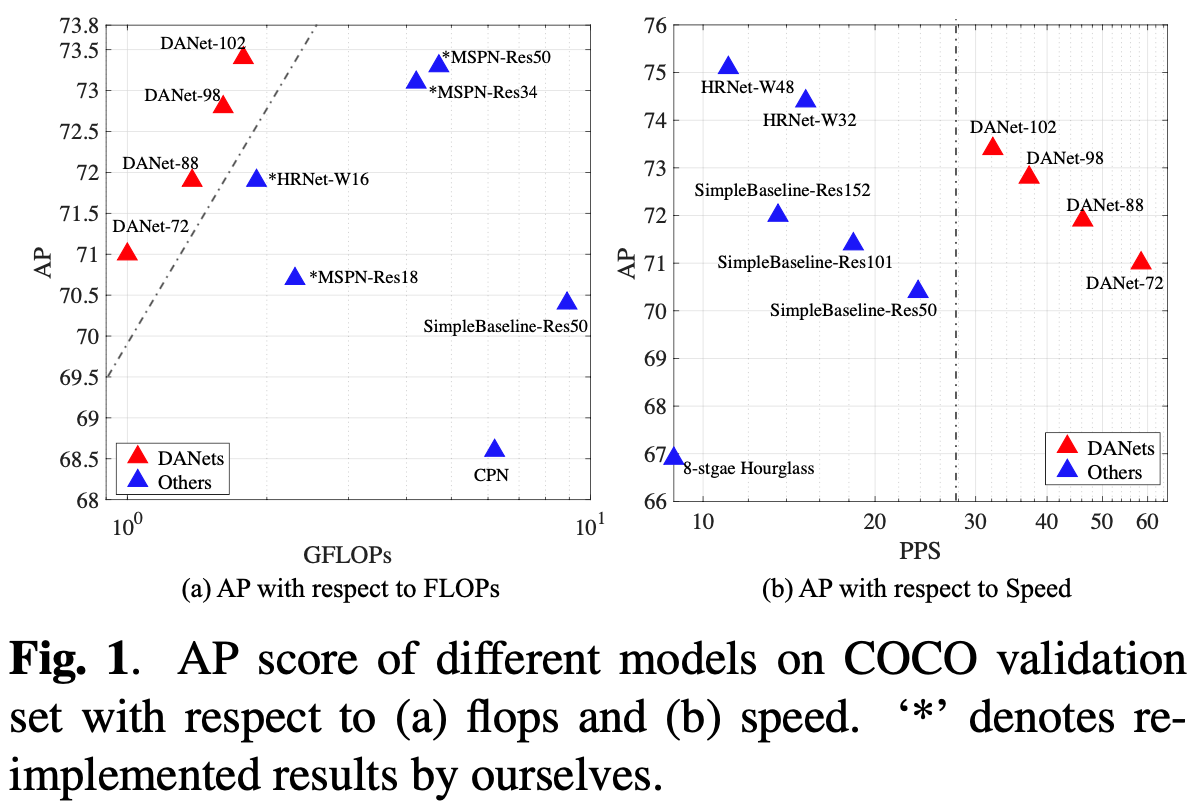 73.8
73.5
73
72.5
72
71.5
71
70.5
70
69.5
69
68.5
68
AP
DANet-102
DANet-98
DANet-88
DANet-72
*MSPN-Res50
*MSPN-Res34
*HRNet-W16
*MSPN-Res18
SimpleBaseline-Res50
CPN
DANets
Others
10⁰
10¹
GFLOPs
(a) AP with respect to FLOPs
76
75
74
73
72
71
70
69
68
67
66
AP
HRNet-W48
HRNet-W32
DANet-102
DANet-98
SimpleBaseline-Res152
DANet-88
SimpleBaseline-Res101
DANet-72
SimpleBaseline-Res50
8-stgae Hourglass
DANets
Others
10 20 30 40 50 60
PPS
(b) AP with respect to Speed
Fig. 1. AP score of different models on COCO validation
set with respect to (a) flops and (b) speed. ‘*’ denotes re-
implemented results by ourselves.